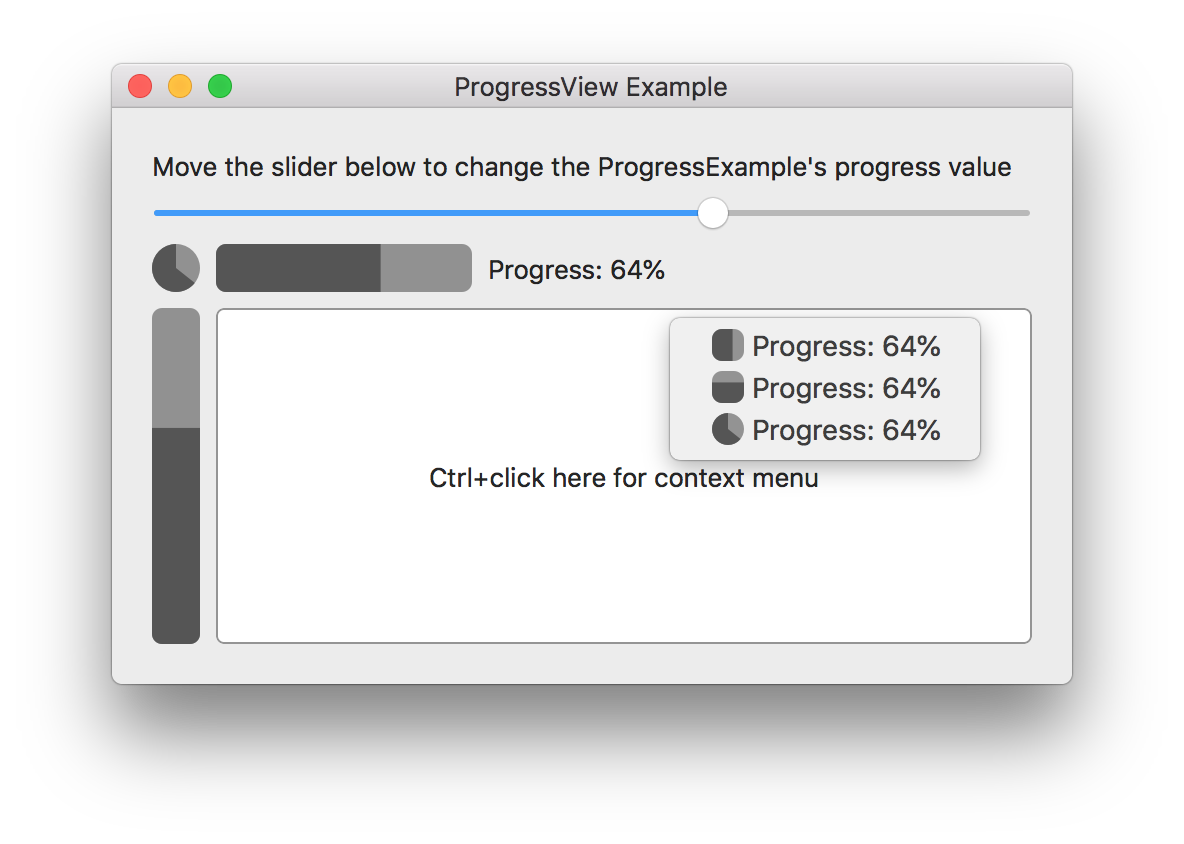 ProgressView Example
Move the slider below to change the ProgressExample's progress value
Progress: 64%
Progress: 64%
Progress: 64%
Progress: 64%
Ctrl+click here for context menu